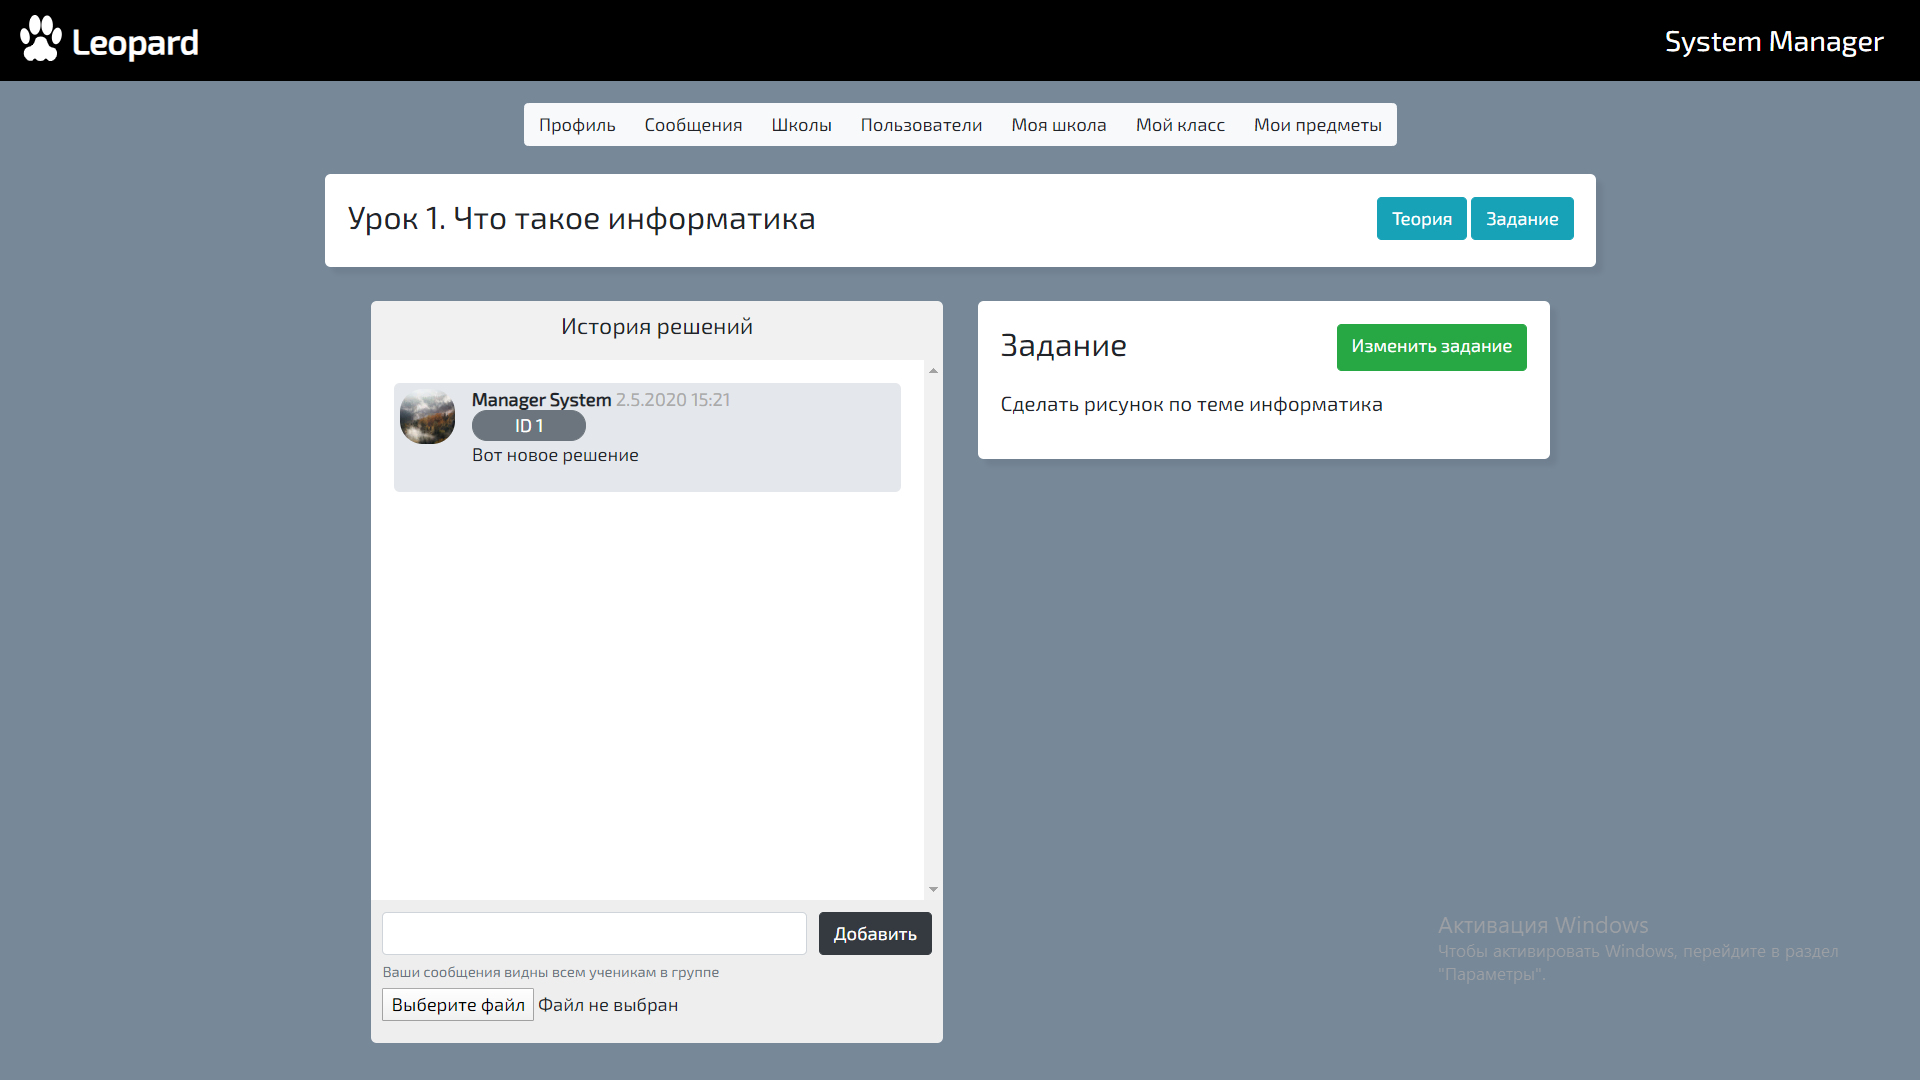 Leopard
System Manager
Профиль Сообщения Школы Пользователи Моя школа Мой класс Мои предметы
Урок 1. Что такое информатика
Теория Задание
История решений
Manager System 2.5.2020 15:21
ID 1
Вот новое решение
Добавить
Ваши сообщения видны всем ученикам в группе
Выберите файл Файл не выбран
Задание
Изменить задание
Сделать рисунок по теме информатика
Активация Windows
Чтобы активировать Windows, перейдите в раздел
"Параметры".